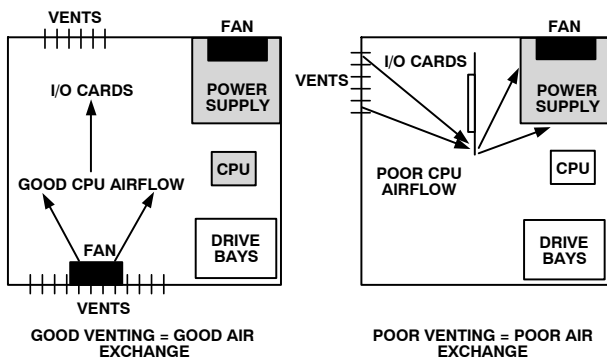 VENTS
FAN
I/O CARDS
POWER
SUPPLY
CPU
GOOD CPU AIRFLOW
FAN
DRIVE
BAYS
VENTS
GOOD VENTING = GOOD AIR
EXCHANGE
FAN
VENTS
I/O CARDS
POWER
SUPPLY
POOR CPU
AIRFLOW
CPU
DRIVE
BAYS
POOR VENTING = POOR AIR
EXCHANGE